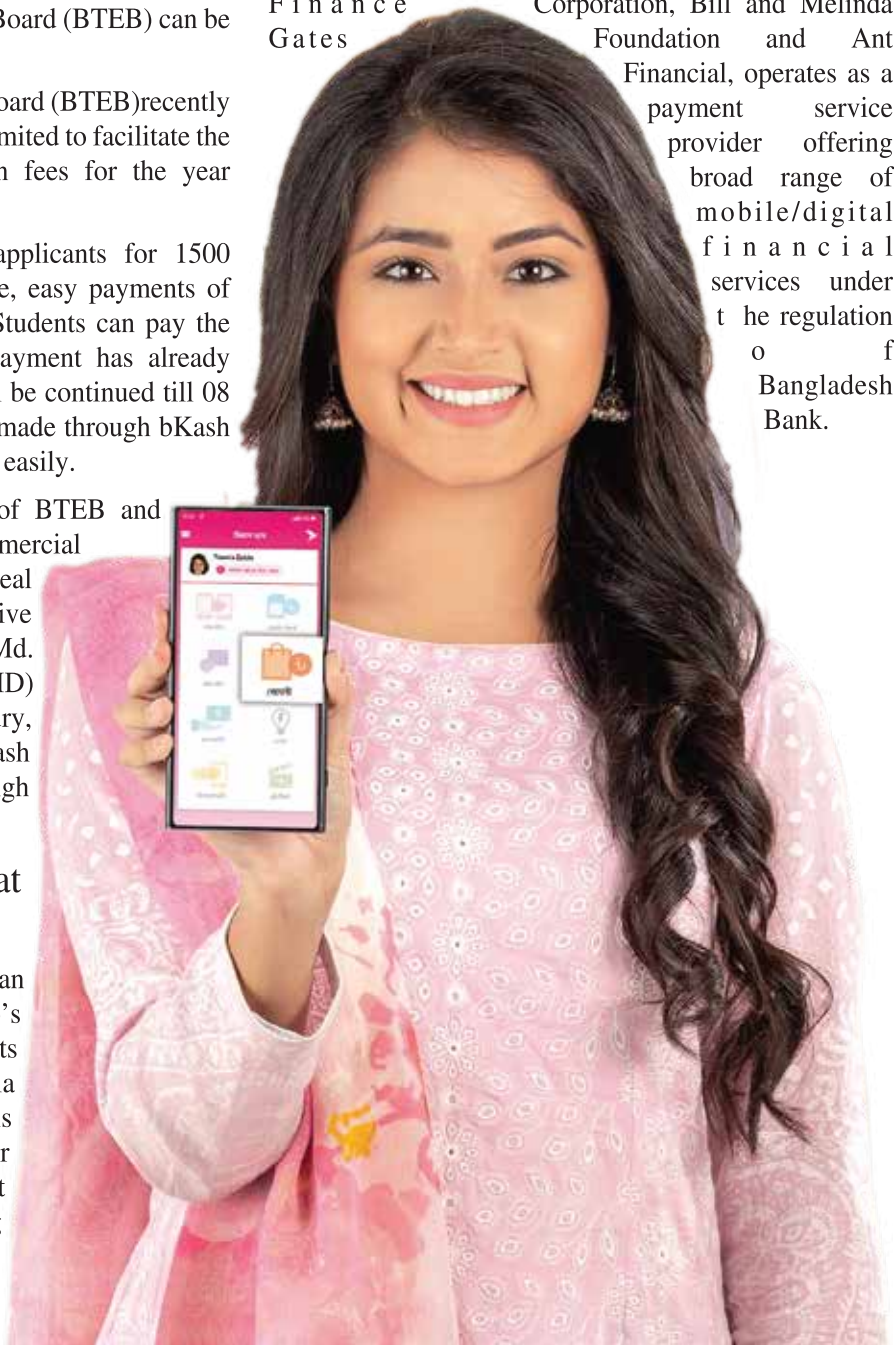 Board (BTEB) can be
oard (BTEB)recently
mited to facilitate the
n fees for the year
applicants for 1500
e, easy payments of
Students can pay the
ayment has already
be continued till 08
made through bKash
easily.
of BTEB and
mercial
eal
ive
Md.
ID)
ry,
ash
gh
at
an
's
ts
la
is
r
t
Finance
Gates
Corporation, Bill and Melinda
Foundation and Ant
Financial, operates as a
payment service
provider offering
broad range of
mobile/digital
financial
services under
t he regulation
o f
Bangladesh
Bank.